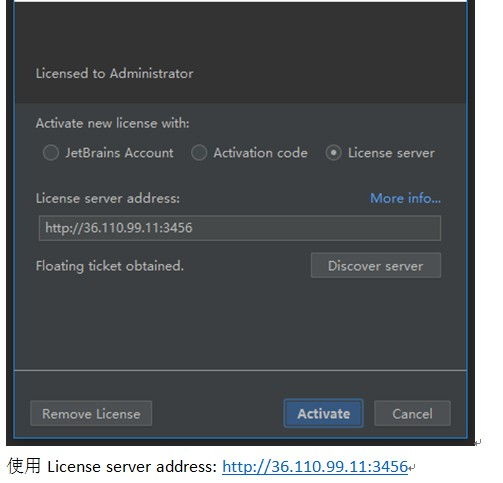 Licensed to Administrator
Activate new license with:
JetBrains Account Activation code License server
License server address: More info...
http://36.110.99.11:3456
Floating ticket obtained. Discover server
Remove License Activate Cancel
使用 License server address: http://36.110.99.11:3456